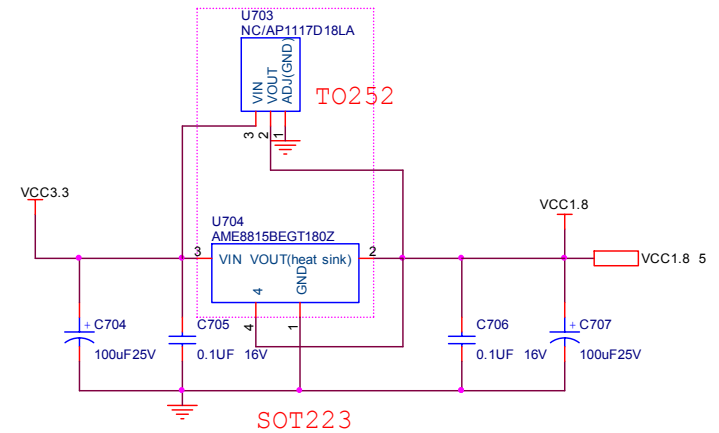 U703
NC/AP1117D18LA
VIN
VOUT
ADJ(GND)
TO252
3
2
1
VCC3.3
VCC1.8
U704
AME8815BEGT180Z
3
VIN VOUT(heat sink)
2
VCC1.8 5
4
GND
4
1
+ C704
100uF25V
C705
0.1UF 16V
C706
0.1UF 16V
+ C707
100uF25V
SOT223